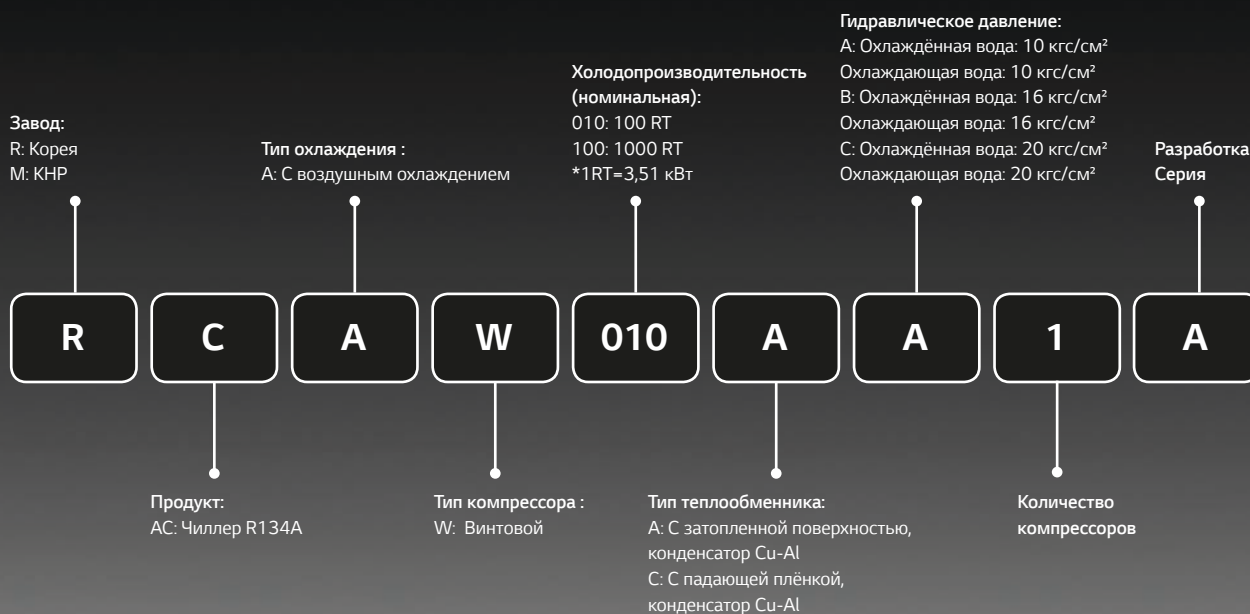 Завод:
R: Корея
M: КНР
Тип охлаждения :
A: С воздушным охлаждением
Холодопроизводительность
(номинальная):
010: 100 RT
100: 1000 RT
*1RT=3,51 кВт
Гидравлическое давление:
A: Охлаждённая вода: 10 кгс/см²
Охлаждающая вода: 10 кгс/см²
B: Охлаждённая вода: 16 кгс/см²
Охлаждающая вода: 16 кгс/см²
C: Охлаждённая вода: 20 кгс/см²
Охлаждающая вода: 20 кгс/см²
Разработка
Серия
R C A W 010 A A 1 A
Продукт:
AC: Чиллер R134A
Тип компрессора :
W: Винтовой
Тип теплообменника:
A: С затопленной поверхностью,
конденсатор Cu-Al
C: С падающей плёнкой,
конденсатор Cu-Al
Количество
компрессоров